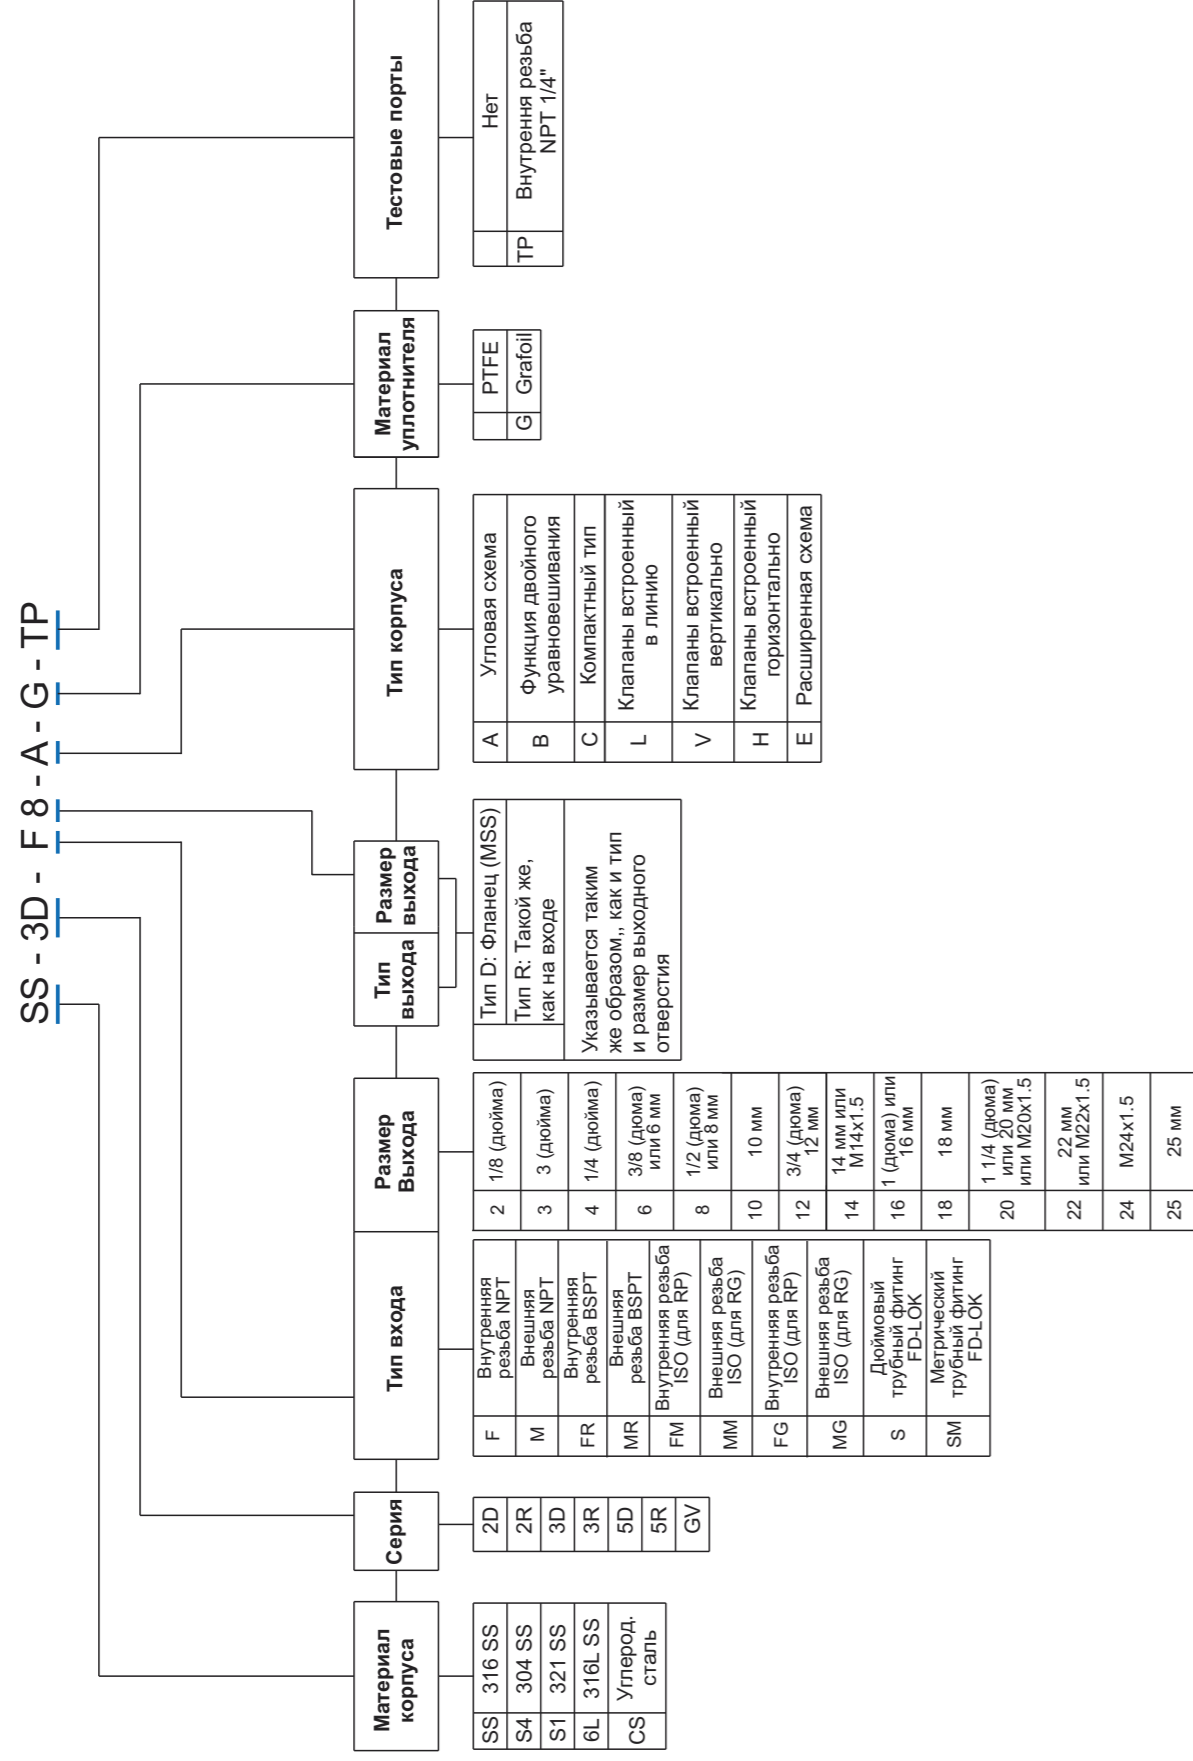 SS - 3D - F 8 - A - G - TP
Материал
корпуса
SS 316 SS
S4 304 SS
S1 321 SS
6L 316L SS
CS Углерод.
сталь
Серия
2D
2R
3D
3R
5D
5R
GV
Тип входа
F Внутренняя
резьба NPT
M Внешняя
резьба NPT
FR Внутренняя
резьба BSPT
MR Внешняя
резьба BSPT
FM Внутренняя резьба
ISO (для RP)
MM Внешняя резьба
ISO (для RG)
FG Внутренняя резьба
ISO (для RP)
MG Внешняя резьба
ISO (для RG)
S Дюймовый
трубный фитинг
FD-LOK
SM Метрический
трубный фитинг
FD-LOK
Размер
Выхода
2 1/8 (дюйма)
3 3 (дюйма)
4 1/4 (дюйма)
6 3/8 (дюма)
или 6 мм
8 1/2 (дюма)
или 8 мм
10 10 мм
12 3/4 (дюма)
12 мм
14 14 мм или
M14x1.5
16 1 (дюма) или
16 мм
18 18 мм
20 1 1/4 (дюма)
или 20 мм
или M20x1.5
22 22 мм
или M22x1.5
24 M24x1.5
25 25 мм
Тип
выхода
Размер
выхода
Тип D: Фланец (MSS)
Тип R: Такой же,
как на входе
Указывается таким
же образом,, как и тип
и размер выходного
отверстия
Тип корпуса
A Угловая схема
B Функция двойного
уравновешивания
C Компактный тип
L Клапаны встроенный
в линию
V Клапаны встроенный
вертикально
H Клапаны встроенный
горизонтально
E Расширенная схема
Материал
уплотнителя
PTFE
G Grafoil
Тестовые порты
Нет
TP Внутрення резьба
NPT 1/4"